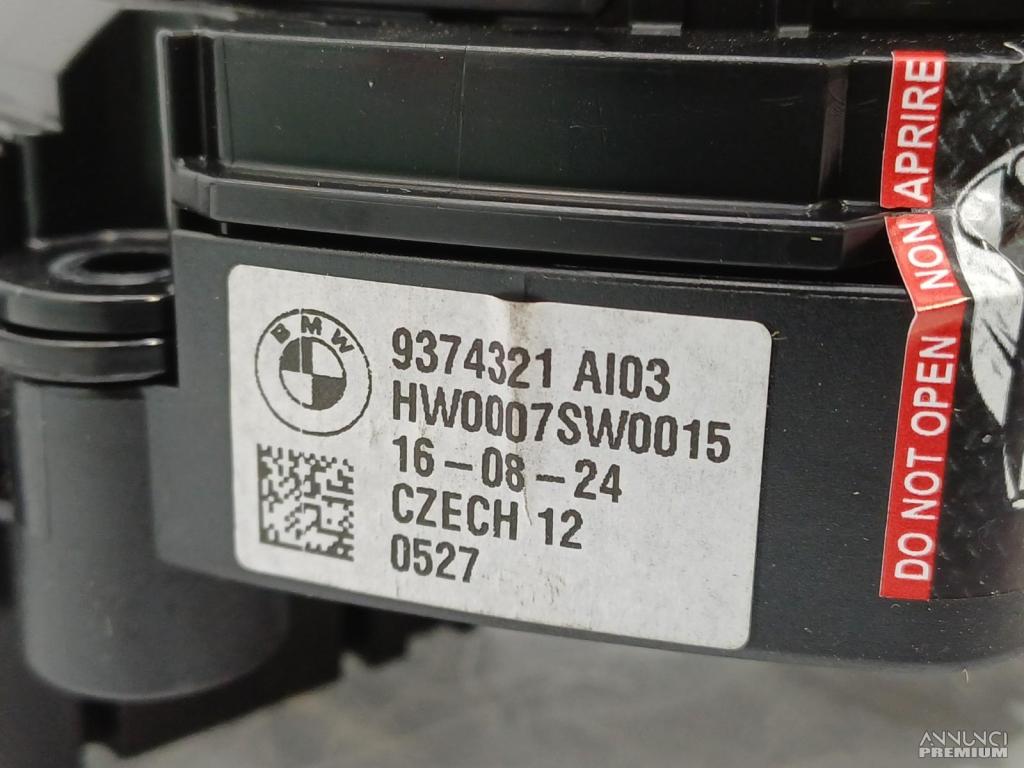 BMW
9374321 AI03
HW0007SW0015
16-08-24
CZECH 12
0527
DO NOT OPEN NON APRIRE
ANNUNCI
PREMIUM